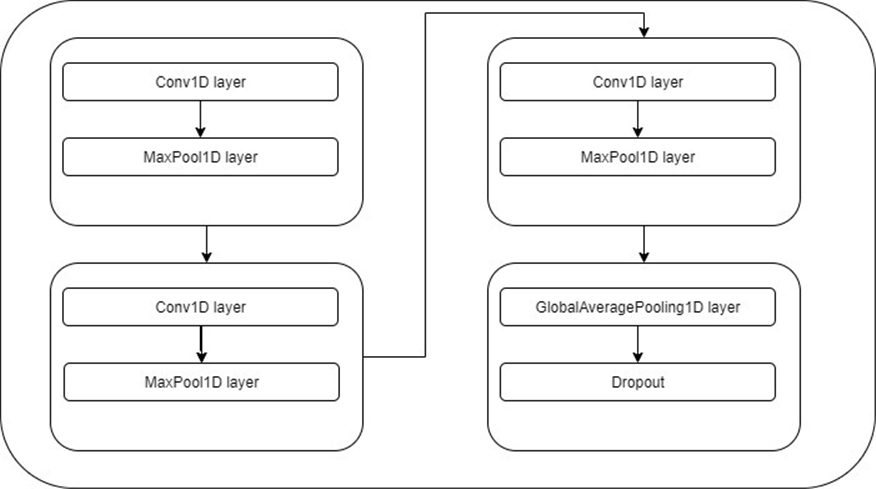 Conv1D layer
MaxPool1D layer
Conv1D layer
MaxPool1D layer
Conv1D layer
MaxPool1D layer
GlobalAveragePooling1D layer
Dropout